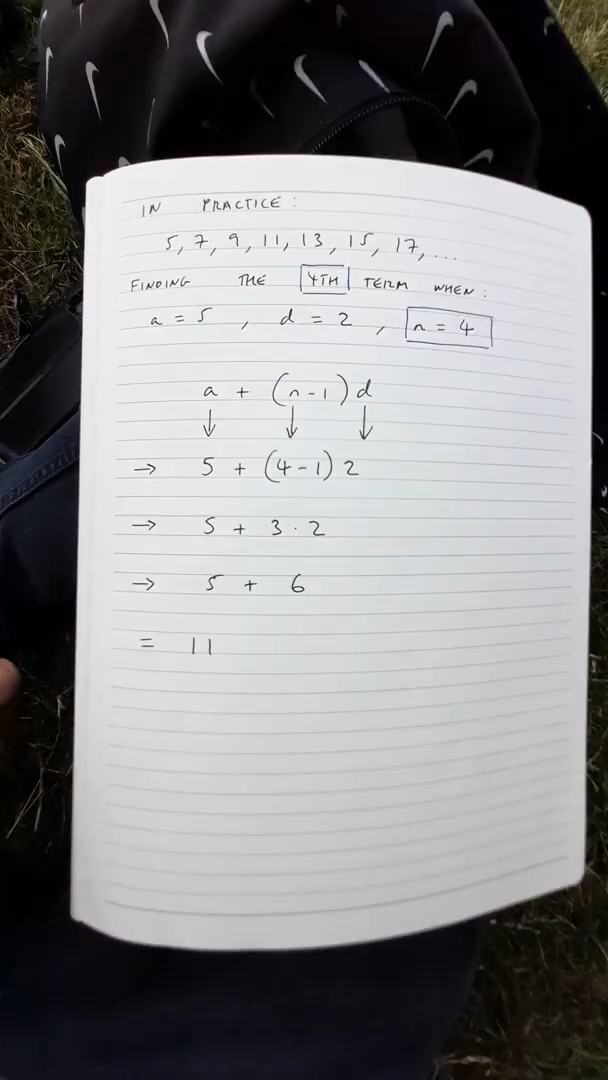 IN PRACTICE:
5, 7, 9, 11, 13, 15, 17, ...
FINDING THE 4TH TERM WHEN:
a = 5 , d = 2 , n = 4
a + (n-1) d
↓ ↓ ↓
→ 5 + (4-1) 2
→ 5 + 3 · 2
→ 5 + 6
= 11